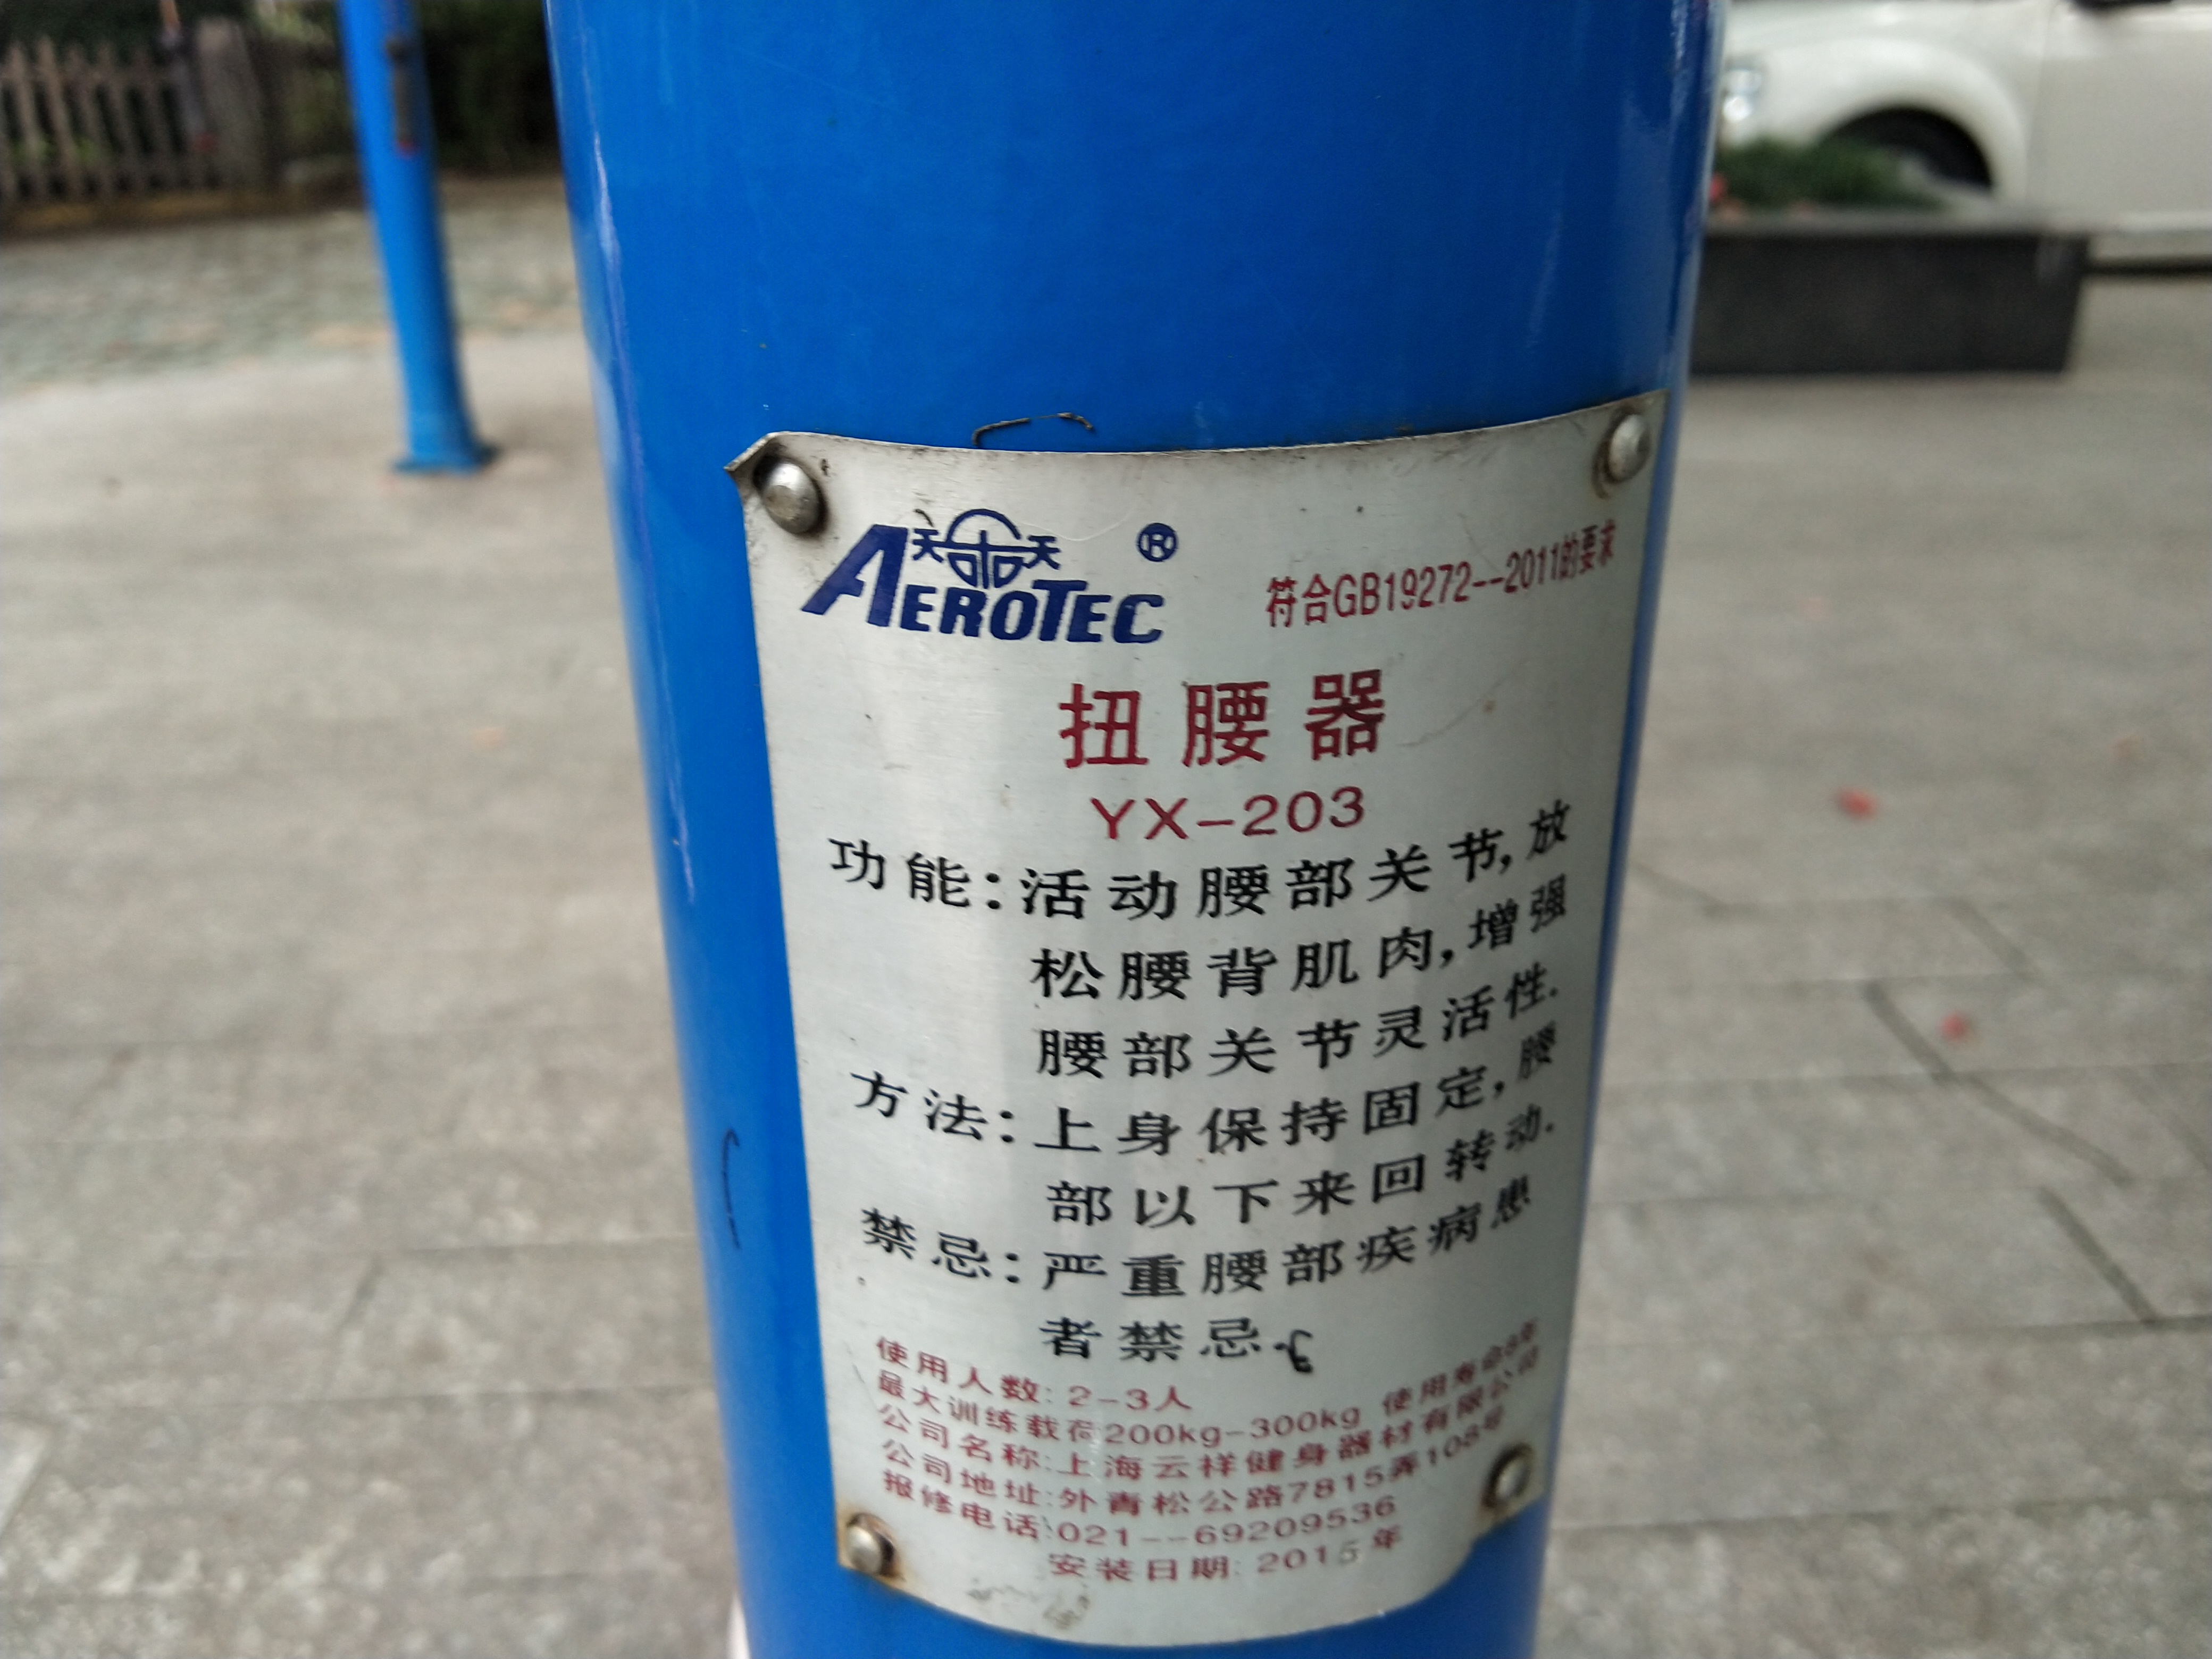 天天
AEROTEC ®
符合GB19272--2011的要求
扭腰器
YX-203
功能:活动腰部关节,放
松腰背肌肉,增强
腰部关节灵活性.
方法:上身保持固定,腰
部以下来回转动.
禁忌:严重腰部疾病患
者禁忌.
使用人数:2-3人
最大训练载荷200kg-300kg 使用寿命8年
公司名称:上海云祥健身器材有限公司
公司地址:外青松公路7815弄108号
报修电话:021--69209536
安装日期:2015年